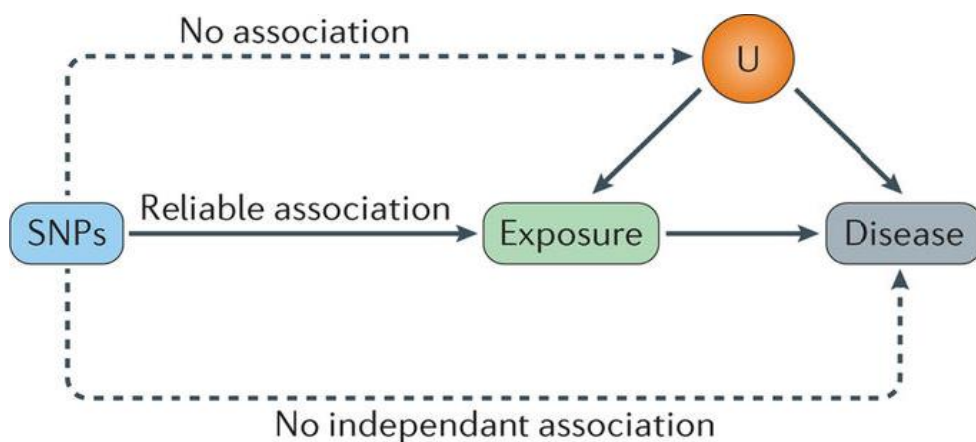 No association
U
Reliable association
SNPs
Exposure
Disease
No independant association